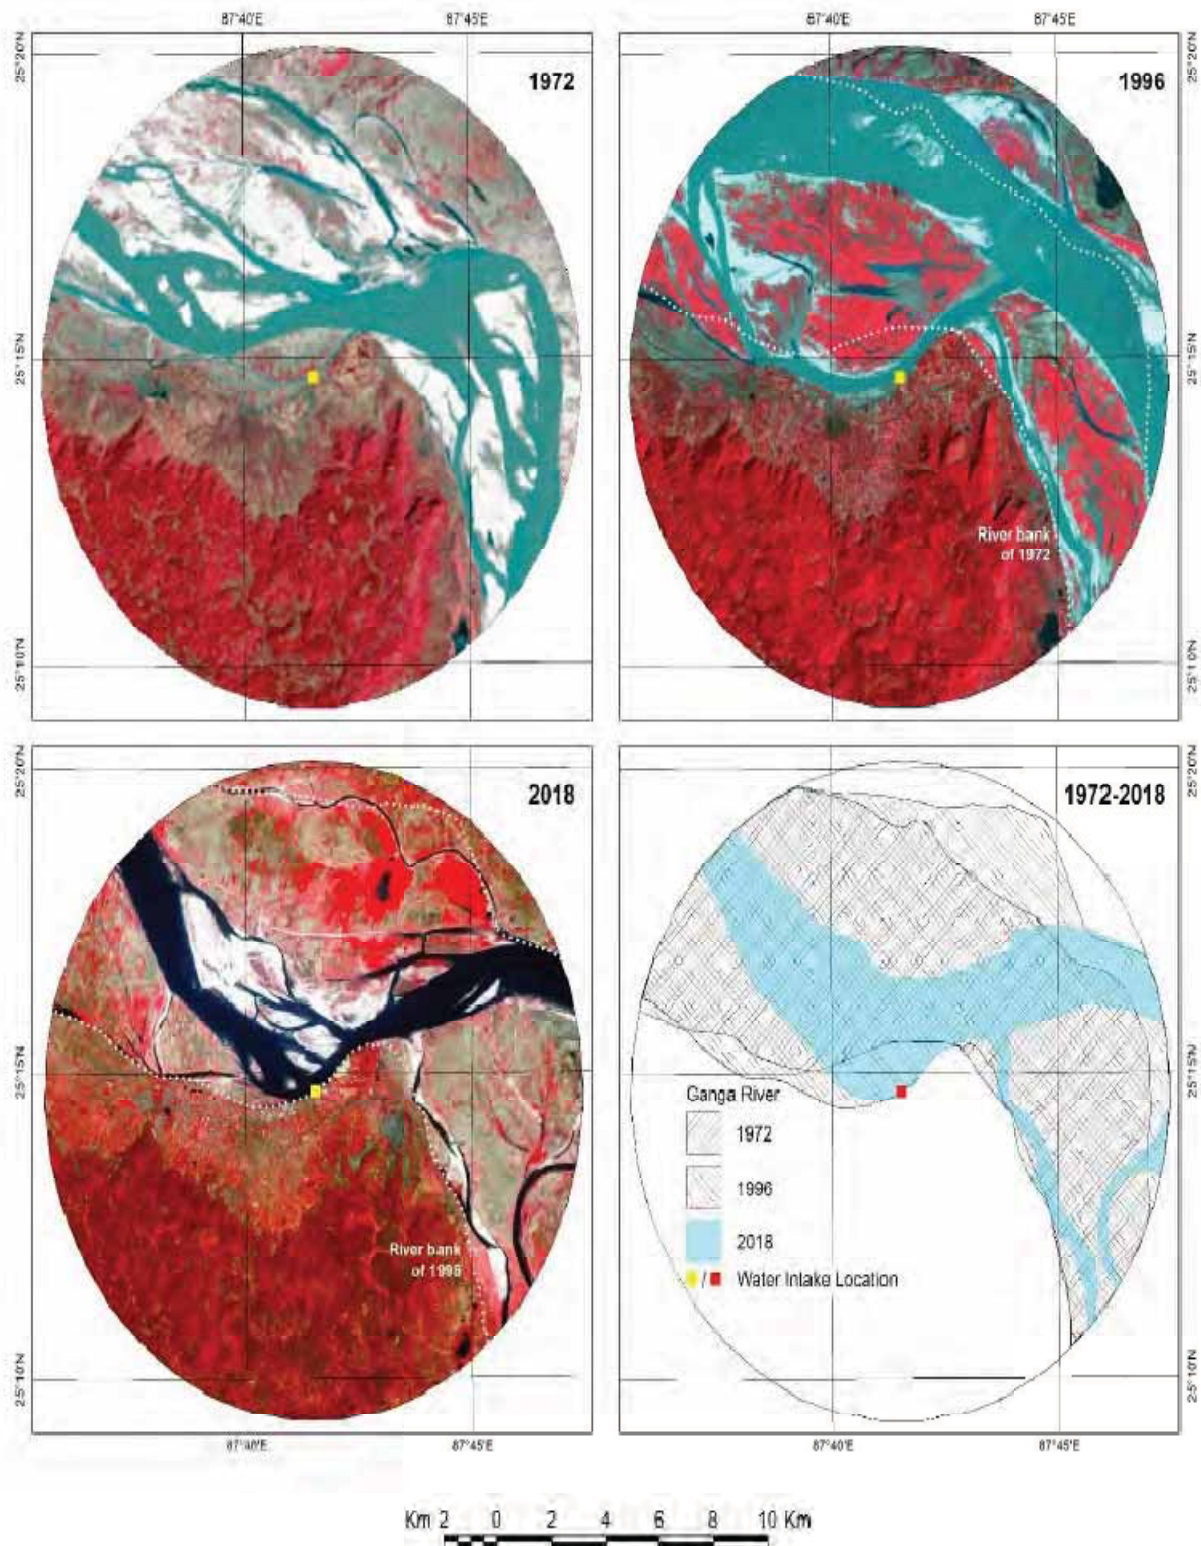 87°40'E 87°45'E 87°40'E 87°45'E
25°20'N
1972
1996
25°20'N
25°15'N
25°15'N
River bank
of 1972
25°10'N
25°10'N
25°20'N
2018
1972-2018
25°20'N
25°15'N
25°15'N
Ganga River
1972
1996
2018
/ Water Intake Location
River bank
of 1996
25°10'N
25°10'N
87°40'E 87°45'E 87°40'E 87°45'E
Km 2 0 2 4 6 8 10 Km